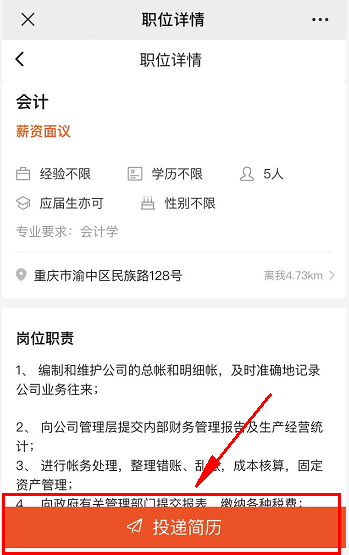 职位详情
职位详情
会计
薪资面议
经验不限 学历不限 5人
应届生亦可 性别不限
专业要求：会计学
重庆市渝中区民族路128号 离我4.73km
岗位职责
1、 编制和维护公司的总帐和明细帐，及时准确地记录
公司业务往来；
2、 向公司管理层提交内部财务管理报告及生产经营统
计；
3、 进行帐务处理，整理错账、乱账，成本核算，固定
资产管理；
4、 向政府有关管理部门提交报表，缴纳各种税费；
投递简历